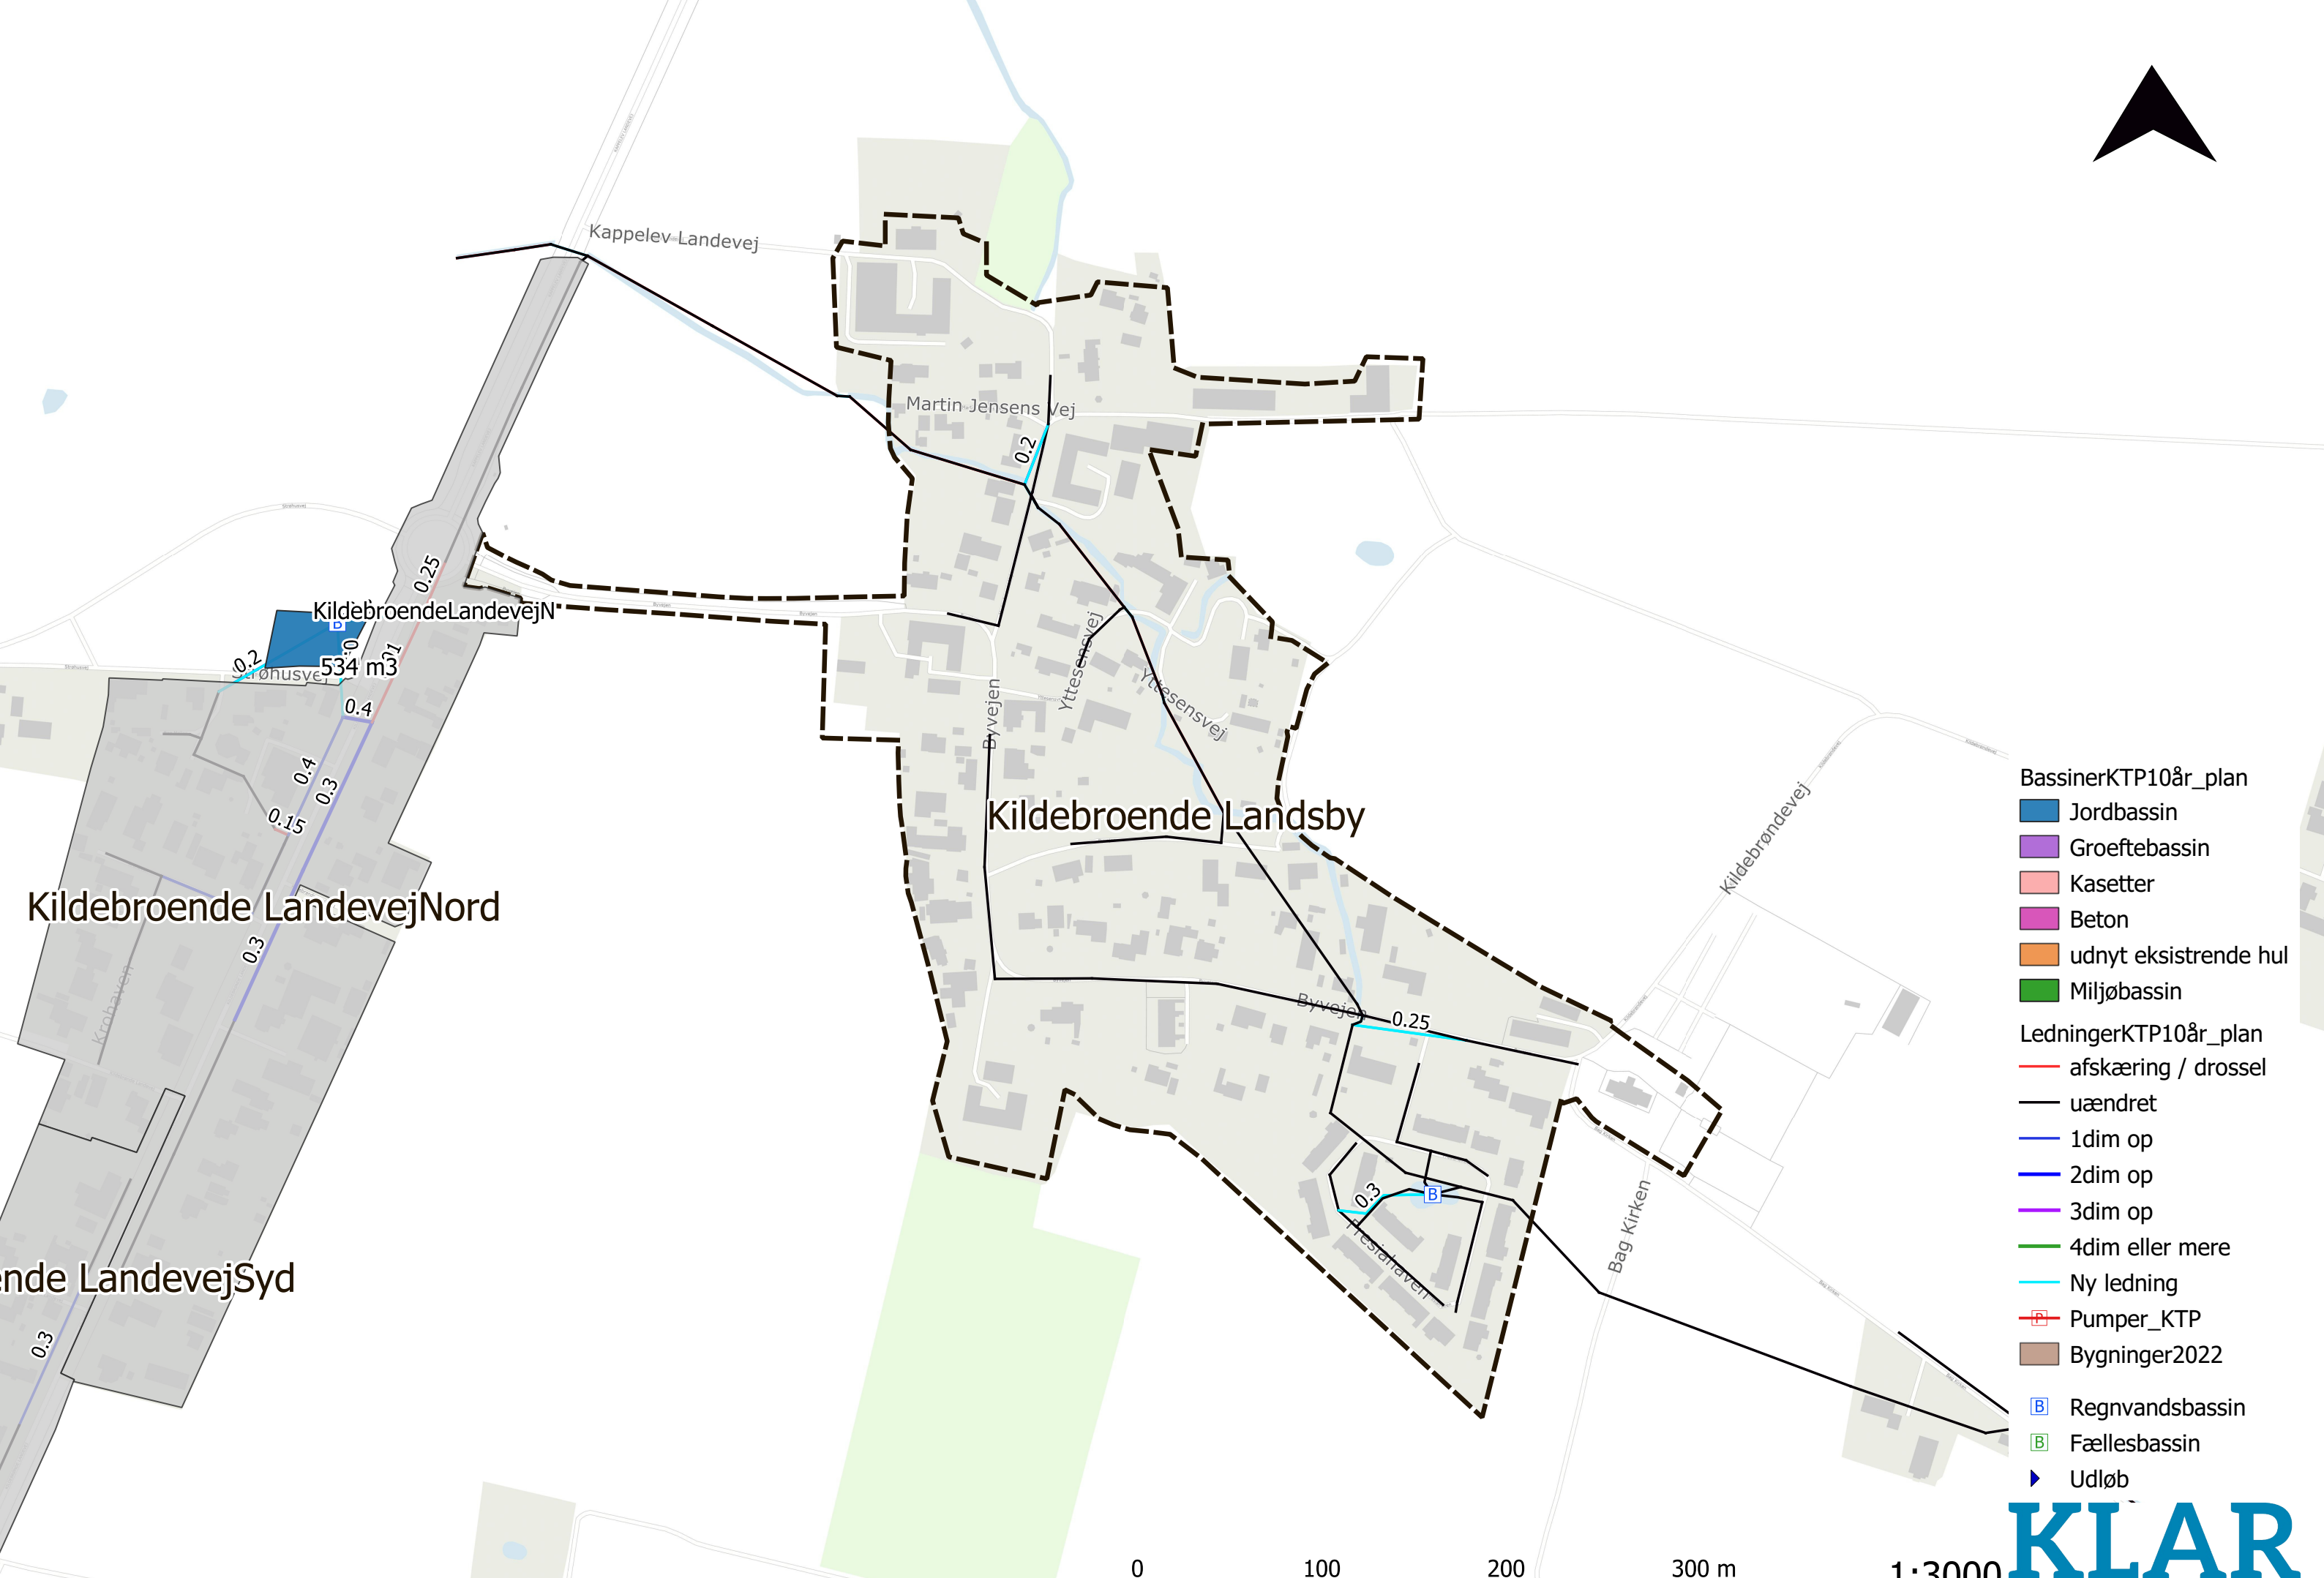 Kappelev Landevej
Martin Jensens Vej
0.2
0.25
KildebroendeLandevejN
B
0.2
534 m3
Strøhusvej
0.4
0.4
0.3
0.15
Yttesensvej
Yttesensvej
Byvejen
Kildebroende Landsby
Kildebrøndevej
Kildebroende LandevejNord
0.3
Krohaven
Byvejen
0.25
0.3
B
Fresiahaven
Bag Kirken
ende LandevejSyd
0.3
BassinerKTP10år_plan
Jordbassin
Groeftebassin
Kasetter
Beton
udnyt eksistrende hul
Miljøbassin
LedningerKTP10år_plan
afskæring / drossel
uændret
1dim op
2dim op
3dim op
4dim eller mere
Ny ledning
P Pumper_KTP
Bygninger2022
B Regnvandsbassin
B Fællesbassin
Udløb
0 100 200 300 m
1:3000
KLAR